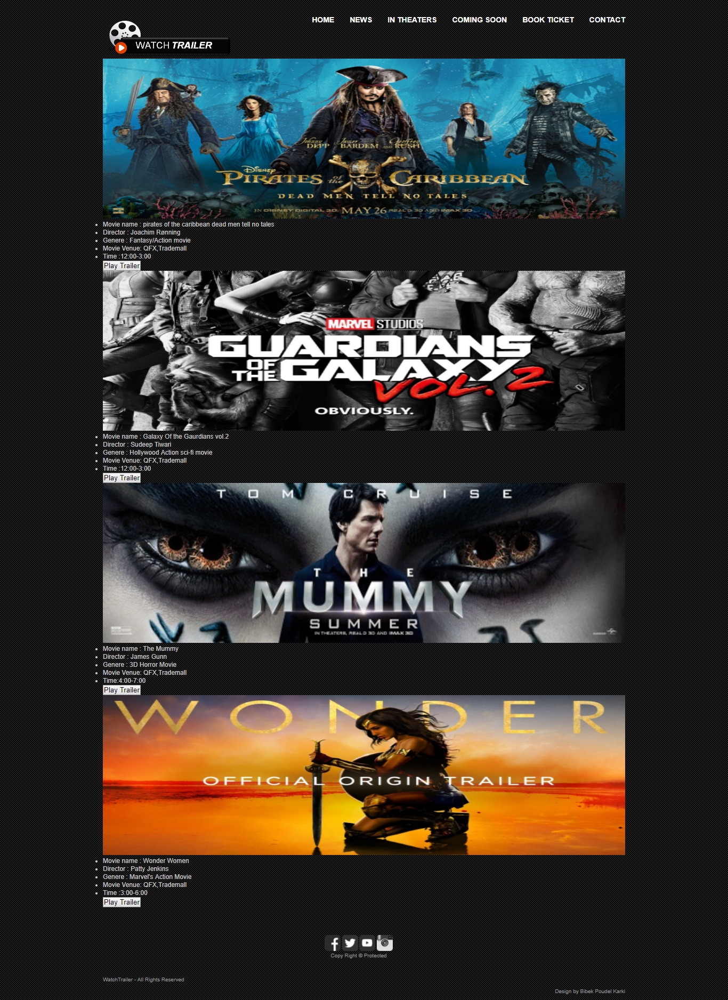 HOME NEWS IN THEATERS COMING SOON BOOK TICKET CONTACT
WATCH TRAILER
Johnny Javier Geoffrey
DEPP BARDEM AND RUSH
Disney
PIRATES of the CARIBBEAN
DEAD MEN TELL NO TALES
IN DISNEY DIGITAL 3D MAY 26 REAL D 3D AND IMAX 3D
Movie name : pirates of the caribbean dead men tell no tales
Director : Joachim Rønning
Genere : Fantasy/Action movie
Movie Venue: QFX,Trademall
Time :12:00-3:00
Play Trailer
MARVEL STUDIOS
GUARDIANS
OF THE GALAXY
VOL. 2
OBVIOUSLY.
Movie name : Galaxy Of the Gaurdians vol.2
Director : Sudeep Tiwari
Genere : Hollywood Action sci-fi movie
Movie Venue: QFX,Trademall
Time :12:00-3:00
Play Trailer
TOM CRUISE
THE
MUMMY
SUMMER
IN THEATERS, REAL D 3D AND IMAX 3D
Movie name : The Mummy
Director : James Gunn
Genere : 3D Horror Movie
Movie Venue: QFX,Trademall
Time:4:00-7:00
Play Trailer
WONDER
OFFICIAL ORIGIN TRAILER
Movie name : Wonder Women
Director : Patty Jenkins
Genere : Marvel's Action Movie
Movie Venue: QFX,Trademall
Time :3:00-6:00
Play Trailer
Copy Right © Protected
WatchTrailer - All Rights Reserved
Design by Bibek Poudel Karki